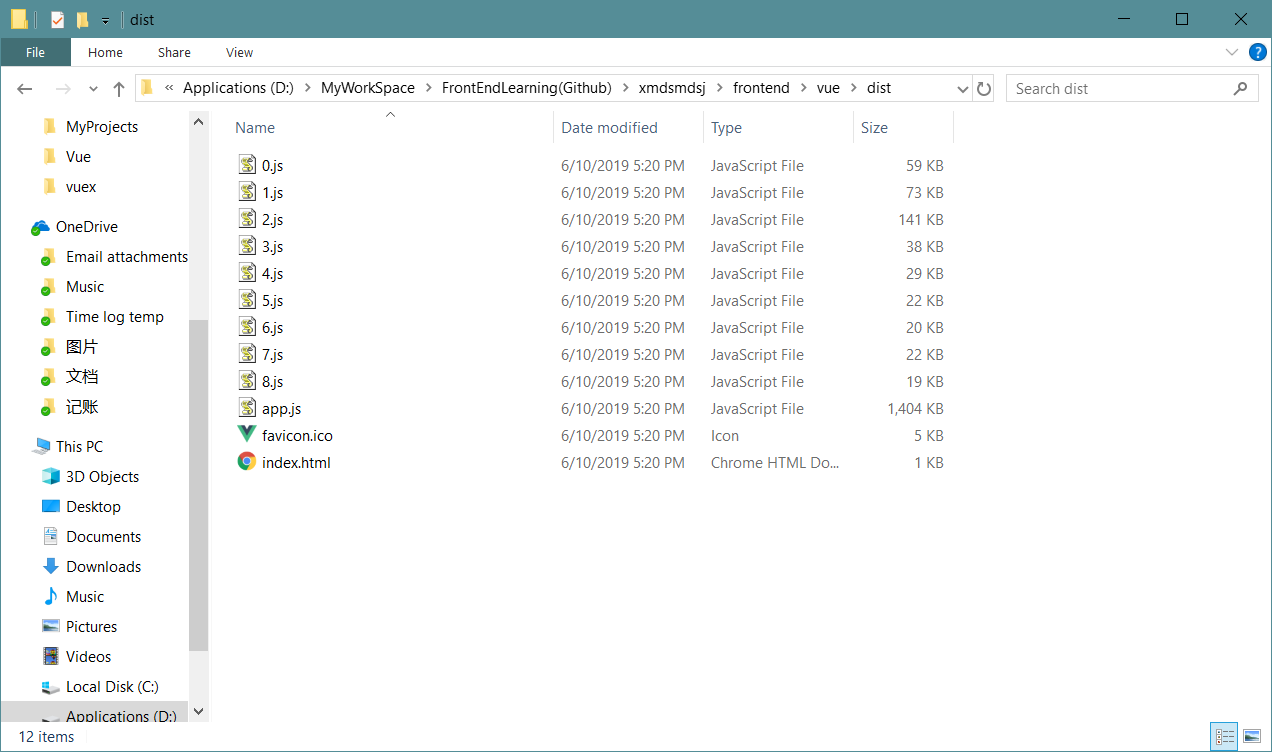 dist
File Home Share View
« Applications (D:) > MyWorkSpace > FrontEndLearning(Github) > xmdsmdsj > frontend > vue > dist
Search dist
MyProjects
Vue
vuex
OneDrive
Email attachments
Music
Time log temp
图片
文档
记账
This PC
3D Objects
Desktop
Documents
Downloads
Music
Pictures
Videos
Local Disk (C:)
Applications (D:)
Name Date modified Type Size
0.js 6/10/2019 5:20 PM JavaScript File 59 KB
1.js 6/10/2019 5:20 PM JavaScript File 73 KB
2.js 6/10/2019 5:20 PM JavaScript File 141 KB
3.js 6/10/2019 5:20 PM JavaScript File 38 KB
4.js 6/10/2019 5:20 PM JavaScript File 29 KB
5.js 6/10/2019 5:20 PM JavaScript File 22 KB
6.js 6/10/2019 5:20 PM JavaScript File 20 KB
7.js 6/10/2019 5:20 PM JavaScript File 22 KB
8.js 6/10/2019 5:20 PM JavaScript File 19 KB
app.js 6/10/2019 5:20 PM JavaScript File 1,404 KB
favicon.ico 6/10/2019 5:20 PM Icon 5 KB
index.html 6/10/2019 5:20 PM Chrome HTML Do... 1 KB
12 items